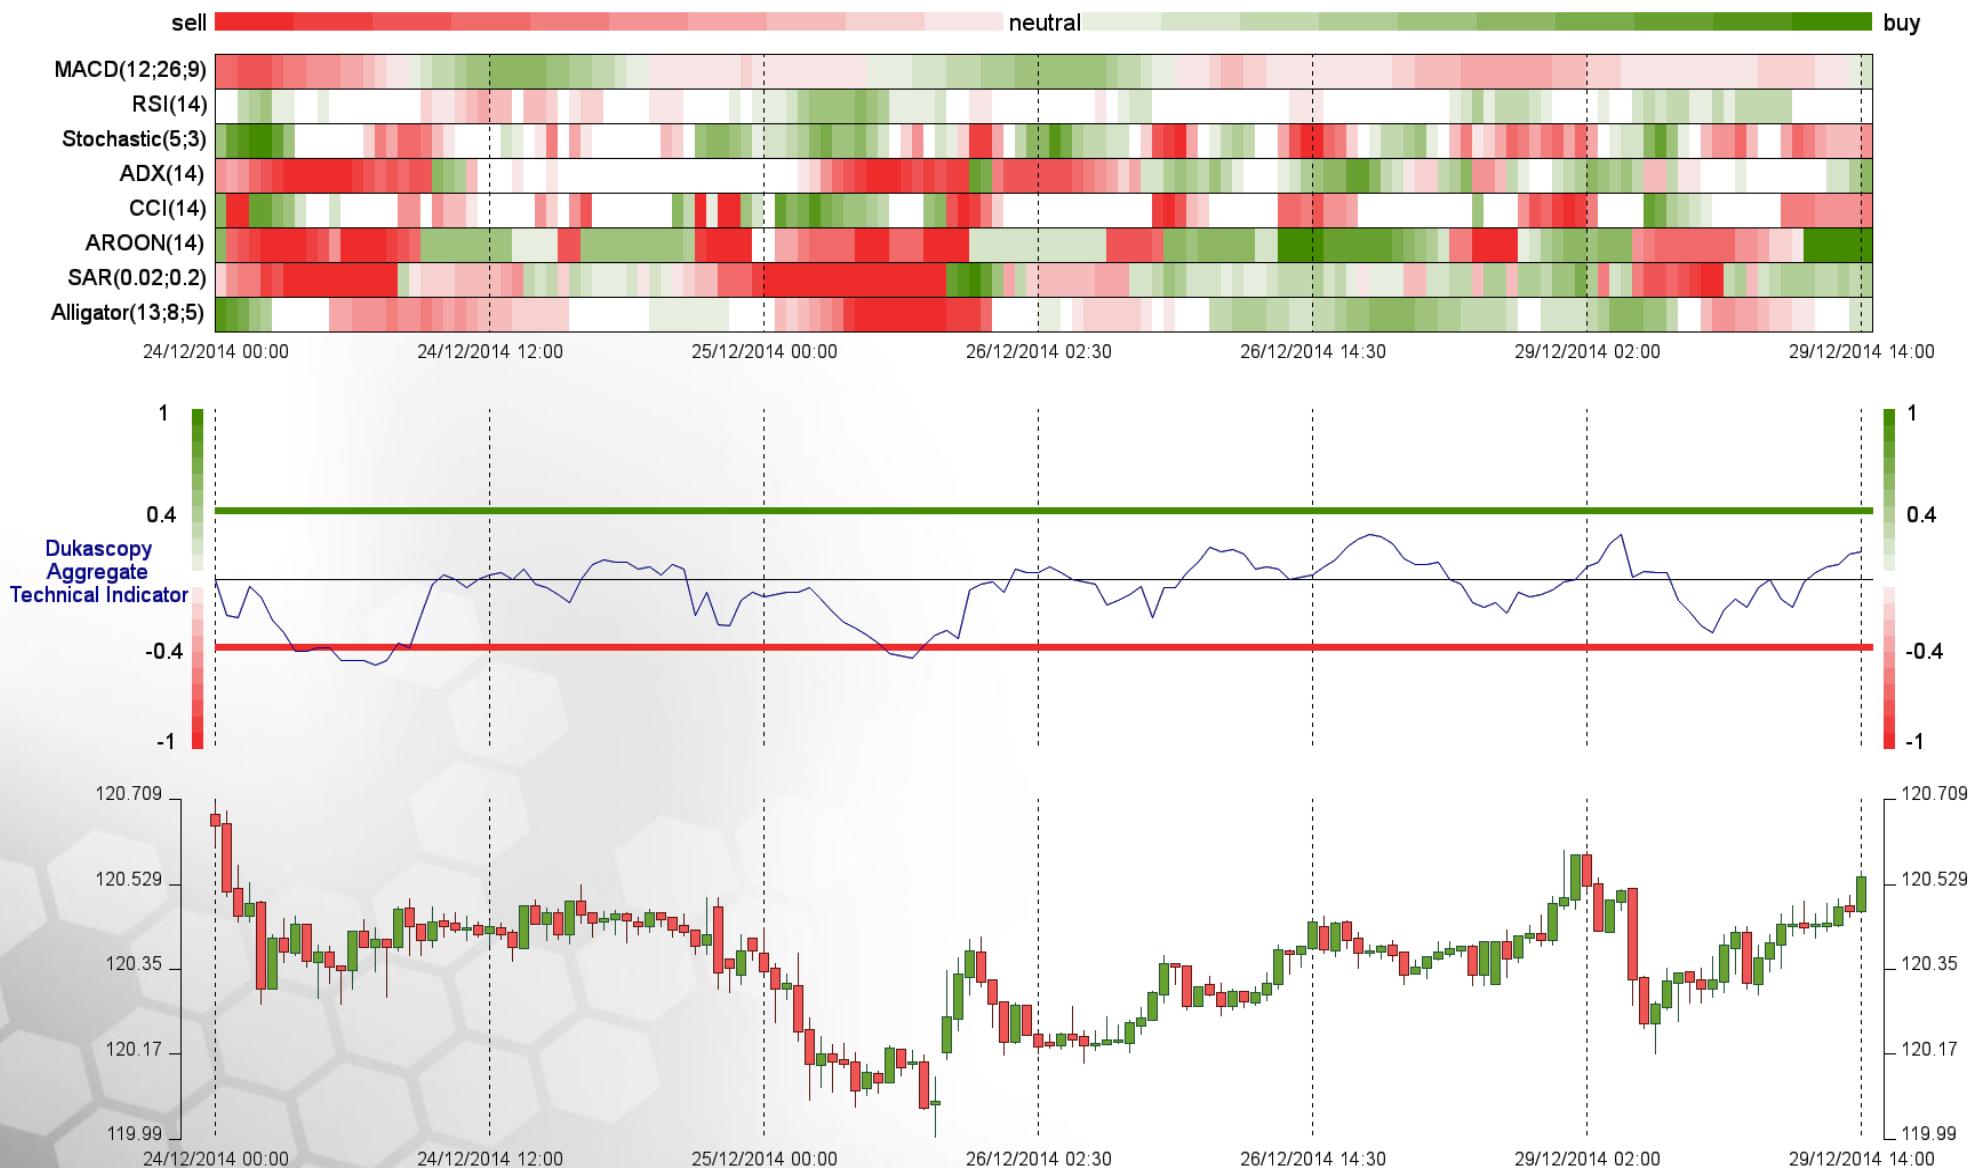 sell neutral buy
MACD(12;26;9)
RSI(14)
Stochastic(5;3)
ADX(14)
CCI(14)
AROON(14)
SAR(0.02;0.2)
Alligator(13;8;5)
24/12/2014 00:00 24/12/2014 12:00 25/12/2014 00:00 26/12/2014 02:30 26/12/2014 14:30 29/12/2014 02:00 29/12/2014 14:00
1 1
0.4 0.4
Dukascopy
Aggregate
Technical Indicator
-0.4 -0.4
-1 -1
120.709 120.709
120.529 120.529
120.35 120.35
120.17 120.17
119.99 119.99
24/12/2014 00:00 24/12/2014 12:00 25/12/2014 00:00 26/12/2014 02:30 26/12/2014 14:30 29/12/2014 02:00 29/12/2014 14:00